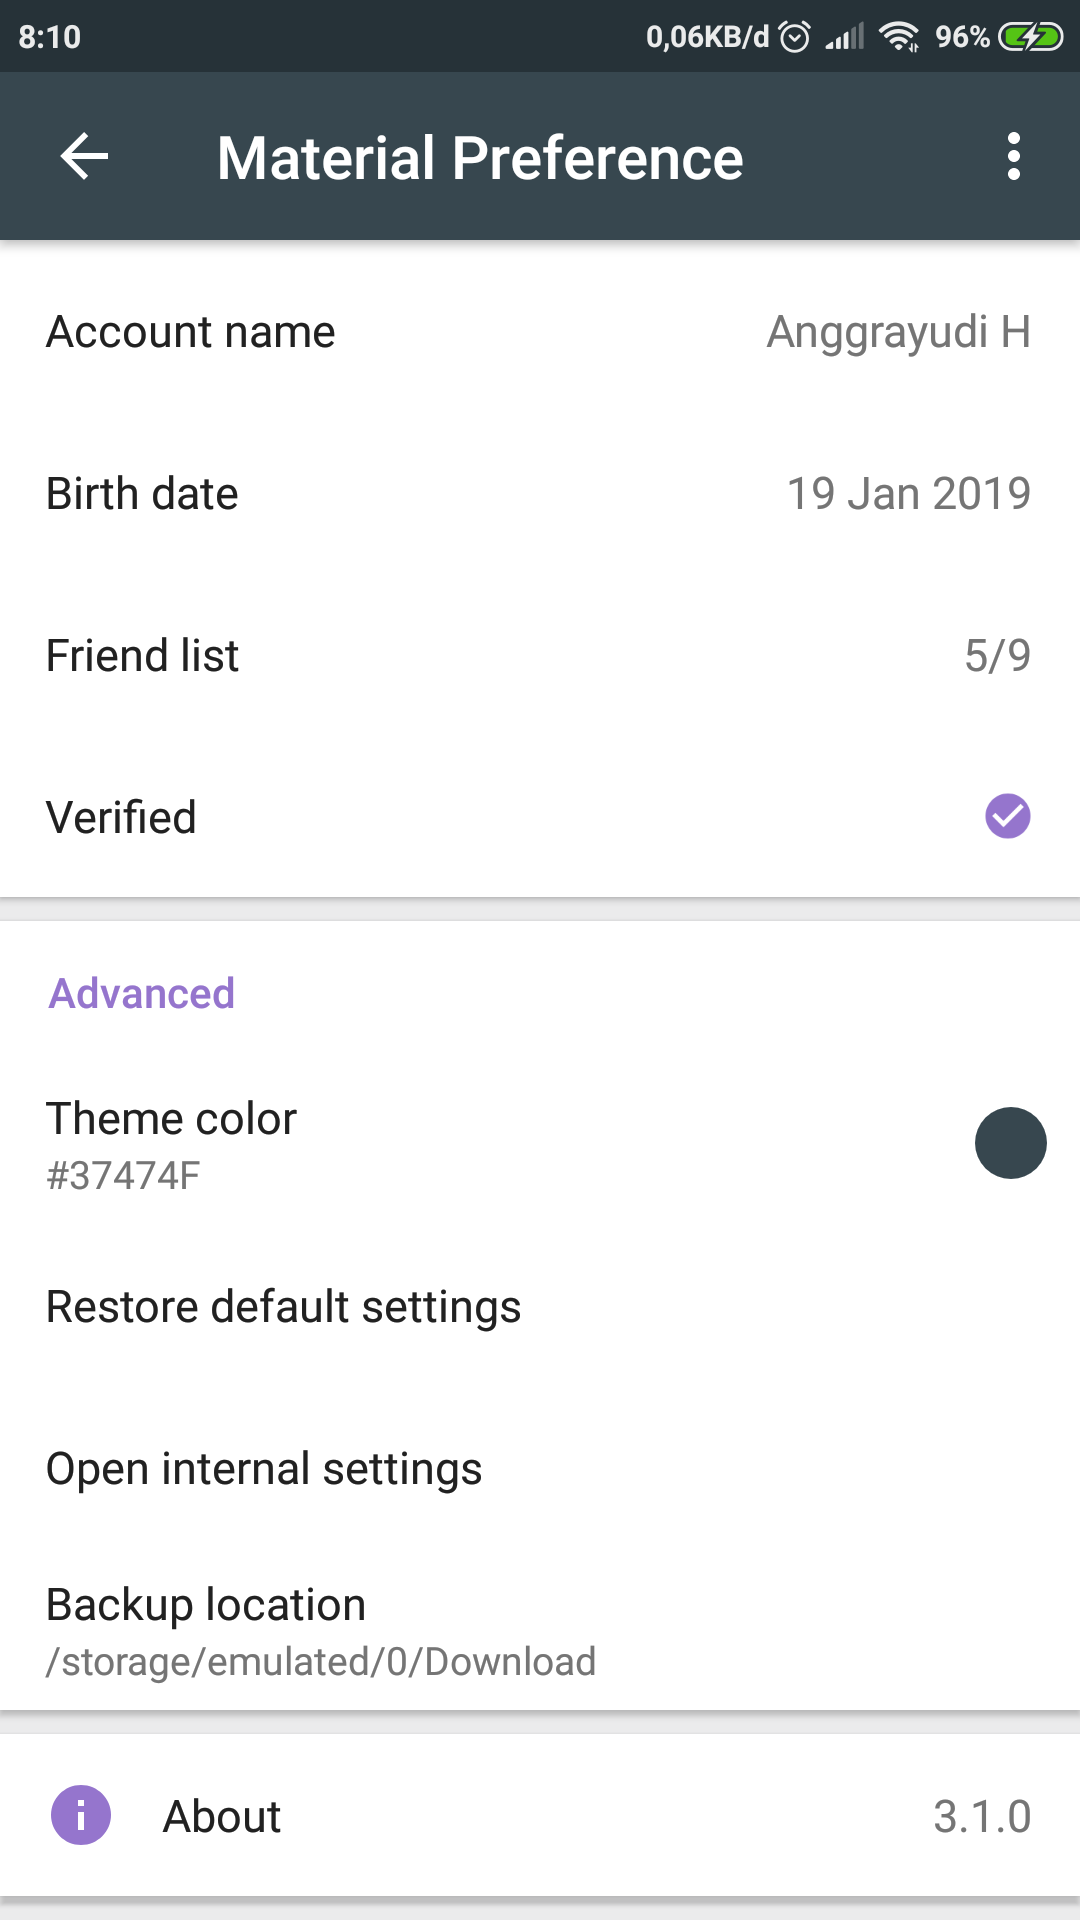 8:10 0,06KB/d 96%
Material Preference
Account name Anggrayudi H
Birth date 19 Jan 2019
Friend list 5/9
Verified
Advanced
Theme color
#37474F
Restore default settings
Open internal settings
Backup location
/storage/emulated/0/Download
About 3.1.0